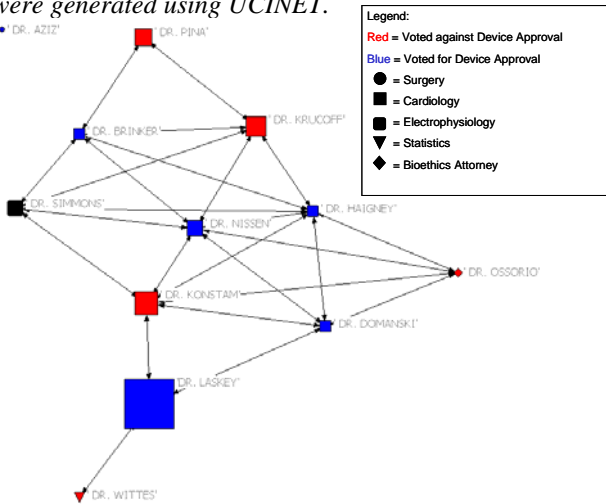 were generated using UCINET.
'DR. AZIZ'
'DR. PINA'
Legend:
Red = Voted against Device Approval
Blue = Voted for Device Approval
= Surgery
= Cardiology
= Electrophysiology
= Statistics
= Bioethics Attorney
'DR. KRUCOFF'
'DR. BRINKER'
'DR. SIMMONS'
'DR. HAIGNEY'
'DR. NISSEN'
'DR. OSSORIO'
'DR. KONSTAM'
'DR. DOMANSKI'
'DR. LASKEY'
'DR. WITTES'